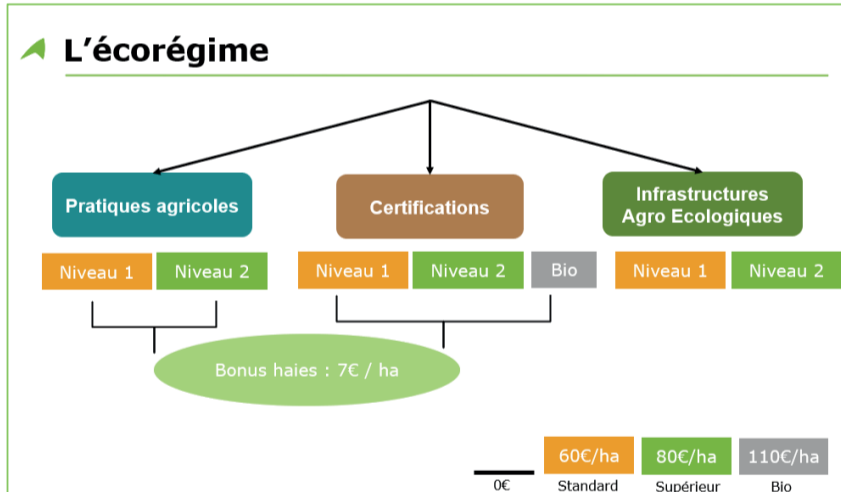 L'écorégime
Pratiques agricoles
Certifications
Infrastructures
Agro Ecologiques
Niveau 1
Niveau 2
Niveau 1
Niveau 2
Bio
Niveau 1
Niveau 2
Bonus haies : 7€ / ha
60€/ha
80€/ha
110€/ha
0€
Standard
Supérieur
Bio